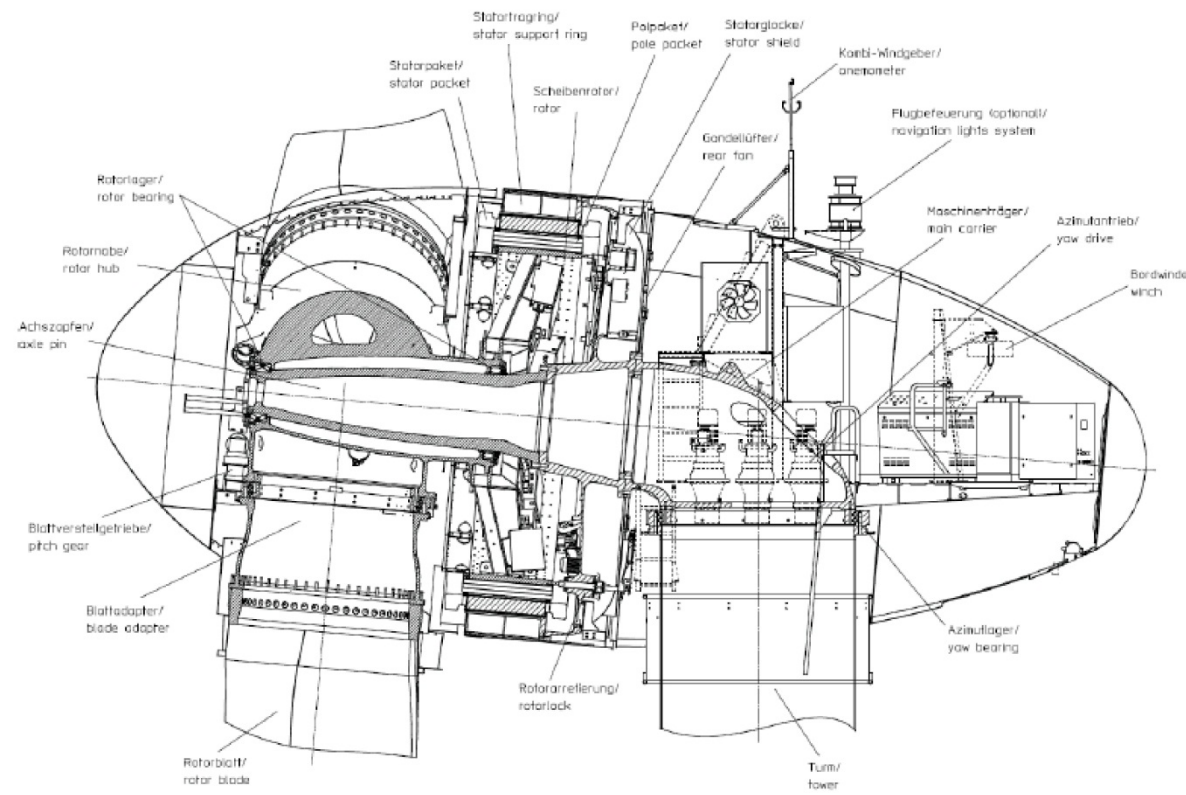 Statortragring/
stator support ring
Polpaket/
pole packet
Statorglocke/
stator shield
Statorpaket/
stator packet
Kombi-Windgeber/
anemometer
Scheibenrotor/
rotor
Flugbefeuerung (optional)/
navigation lights system
Gondellüfter/
rear fan
Rotorlager/
rotor bearing
Maschinenträger/
main carrier
Azimutantrieb/
yaw drive
Rotornabe/
rotor hub
Bordwinde
winch
Achszapfen/
axle pin
Blattverstellgetriebe/
pitch gear
Blattadapter/
blade adapter
Azimutlager/
yaw bearing
Rotorarretierung/
rotorlock
Rotorblatt/
rotor blade
Turm/
tower